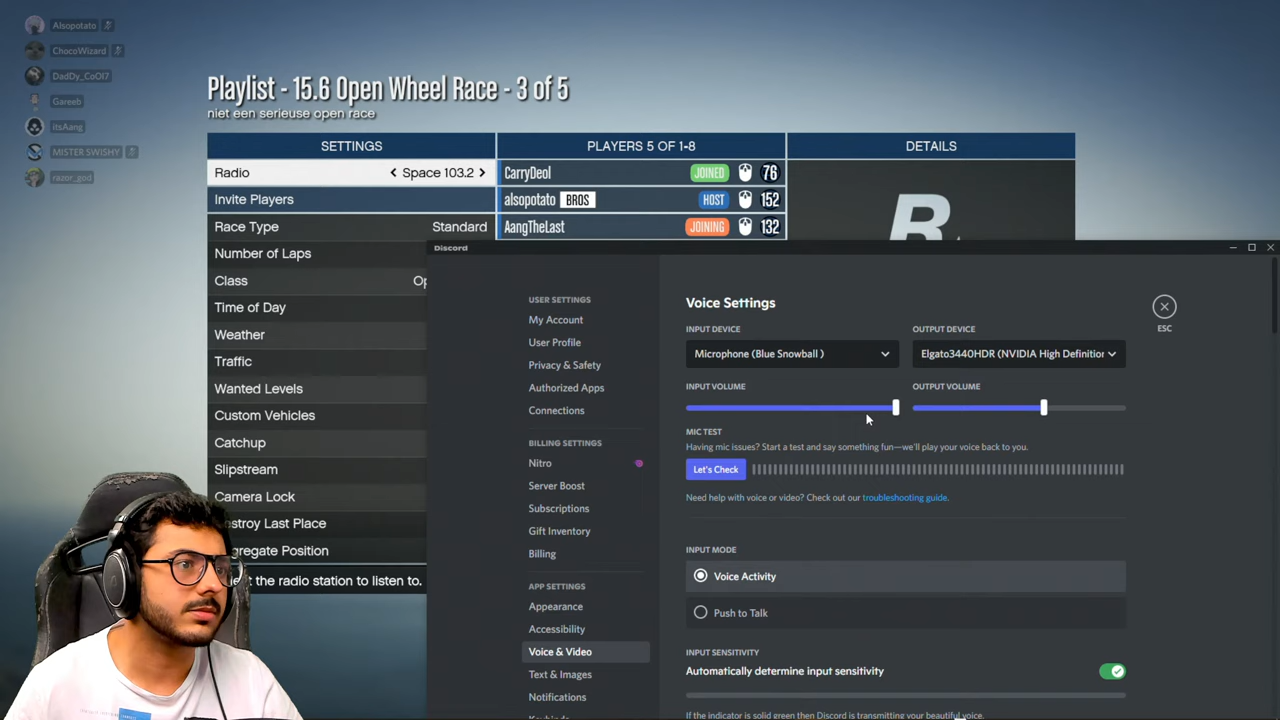 Alsopotato
ChocoWizard
DadDy_CoOl7
Gareeb
ItsAang
MISTER SWISHY
razor_god
Playlist - 15.6 Open Wheel Race - 3 of 5
niet een serieuse open race
SETTINGS
PLAYERS 5 OF 1-8
DETAILS
Radio
Space 103.2
CarryDeol
JOINED
76
Invite Players
alsopotato
BROS
HOST
152
Race Type
Standard
AangTheLast
JOINING
132
R
Number of Laps
Class
Op
Time of Day
Weather
Traffic
Wanted Levels
Custom Vehicles
Catchup
Slipstream
Camera Lock
estroy Last Place
gregate Position
t the radio station to listen to.
Discord
USER SETTINGS
My Account
User Profile
Privacy & Safety
Authorized Apps
Connections
BILLING SETTINGS
Nitro
Server Boost
Subscriptions
Gift Inventory
Billing
APP SETTINGS
Appearance
Accessibility
Voice & Video
Text & Images
Notifications
Keybinds
Voice Settings
ESC
INPUT DEVICE
OUTPUT DEVICE
Microphone (Blue Snowball )
Elgato3440HDR (NVIDIA High Definition
INPUT VOLUME
OUTPUT VOLUME
MIC TEST
Having mic issues? Start a test and say something fun—we'll play your voice back to you.
Let's Check
Need help with voice or video? Check out our troubleshooting guide.
INPUT MODE
Voice Activity
Push to Talk
INPUT SENSITIVITY
Automatically determine input sensitivity
If the indicator is solid green then Discord is transmitting your beautiful voice.